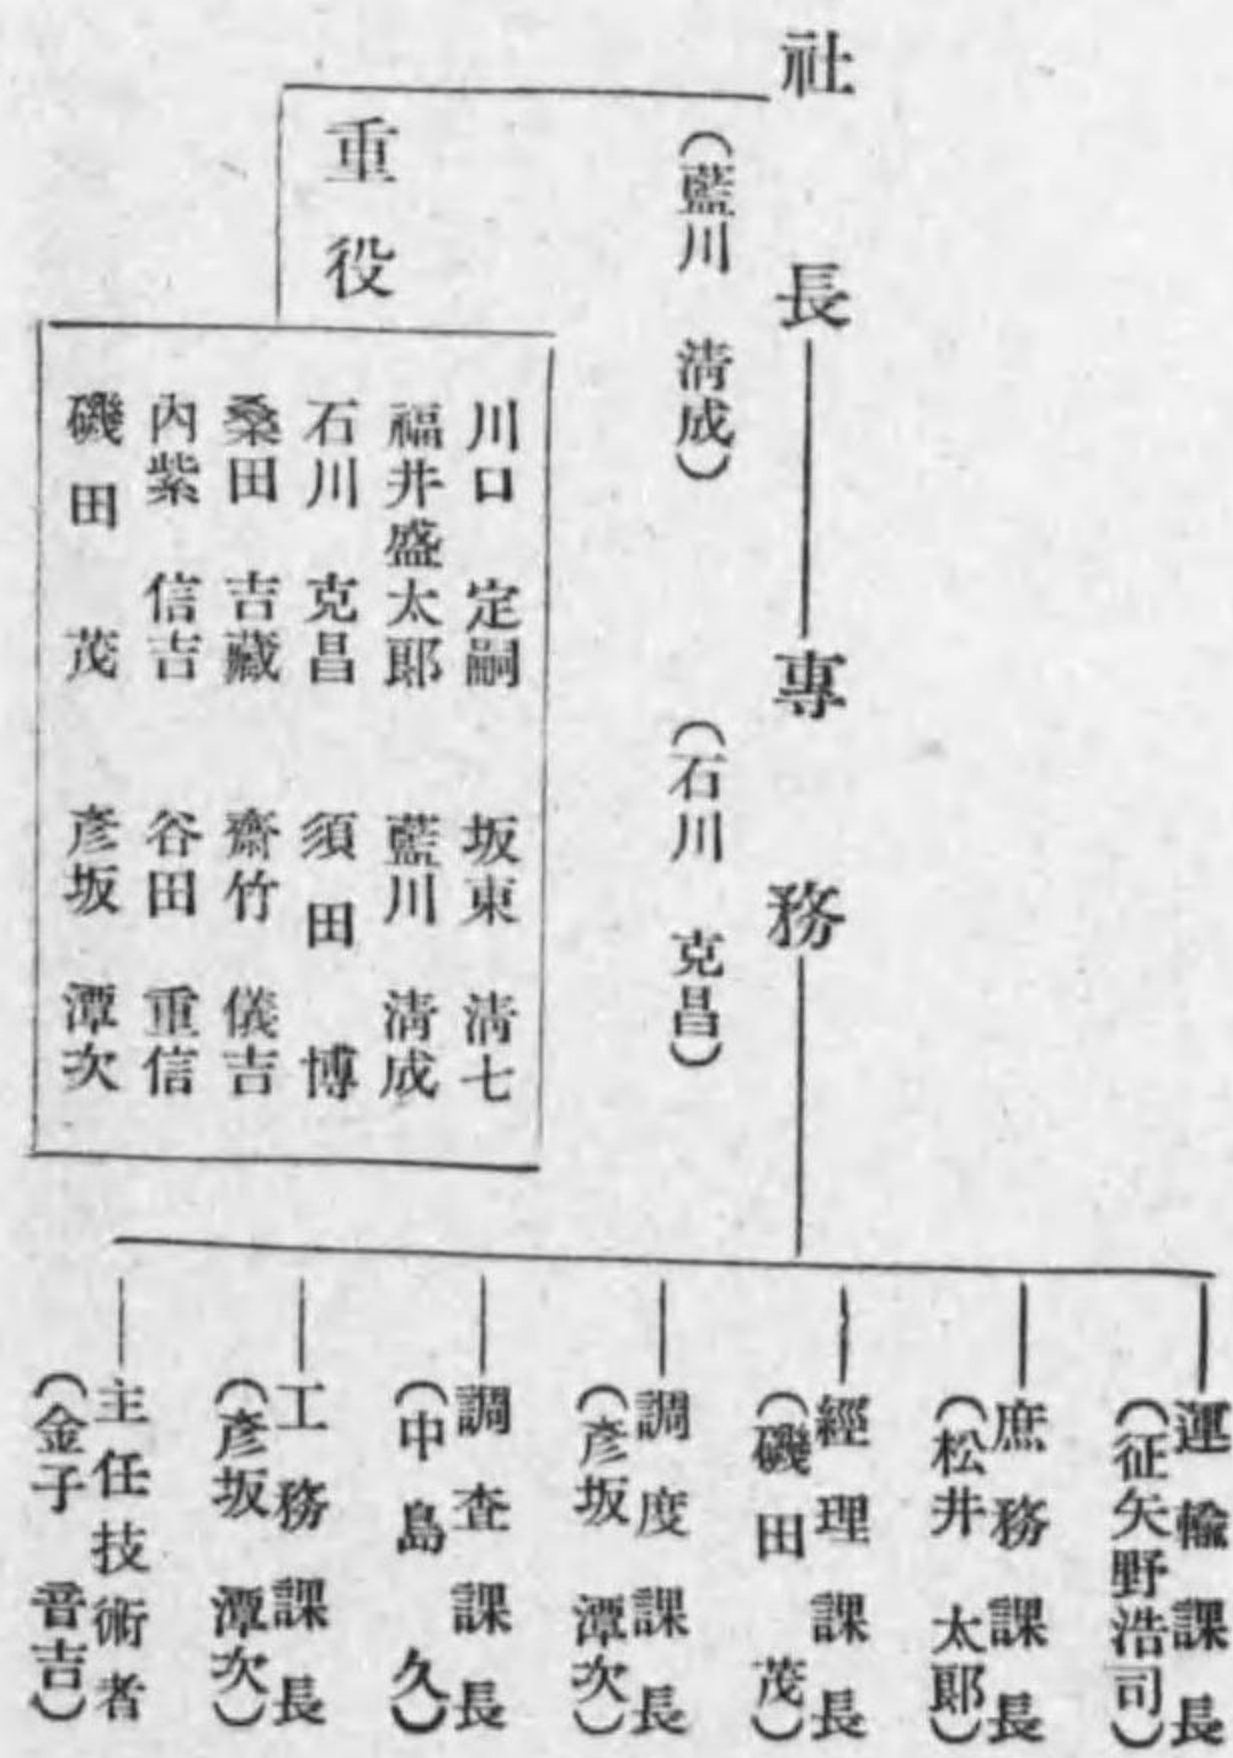 社長
(藍川 清成)
專務
(石川 克昌)
重役
川口 定嗣
坂東 清七
福井盛太郎
藍川 清成
石川 克昌
須田 博
桑田 吉藏
齋竹 儀吉
內紫 信吉
谷田 重信
磯田 茂
彥坂 潭次
運輸課長
(征矢野浩司)
庶務課長
(松井 太郎)
經理課長
(磯田 茂)
調度課長
(彥坂 潭次)
調査課長
(中島 久)
工務課長
(彥坂 潭次)
主任技術者
(金子 音吉)